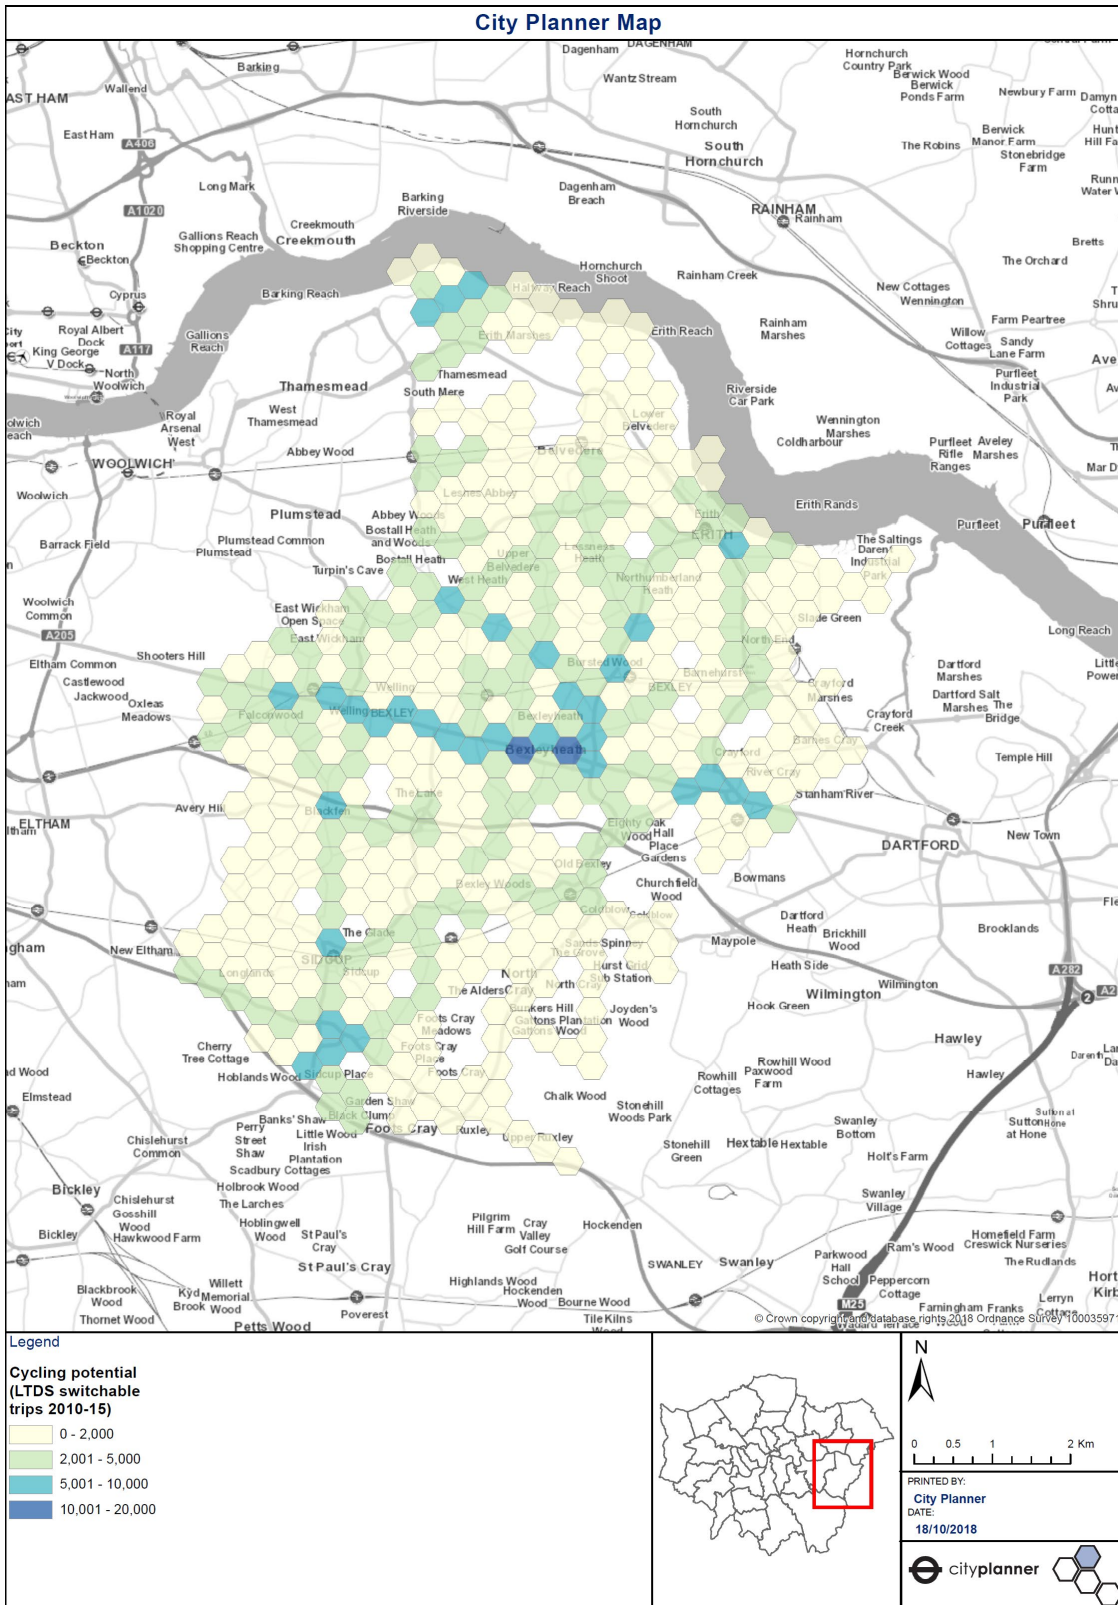 City Planner Map
Dagenham
DAGENHAM
Barking
Wantz Stream
Hornchurch
Country Park
Berwick Wood
Berwick
Ponds Farm
Newbury Farm
Wallend
AST HAM
South
Hornchurch
East Ham
A406
South
Hornchurch
Berwick
Manor Farm
The Robins
Stonebridge
Farm
Long Mark
Dagenham
Breach
Barking
Riverside
A1020
RAINHAM
Rainham
Creekmouth
Creekmouth
Gallions Reach
Shopping Centre
Beckton
Beckton
Bretts
The Orchard
Hornchurch
Shoot
Rainham Creek
Halfway Reach
New Cottages
Wennington
Cyprus
Barking Reach
Royal Albert
Dock
Gallions
Reach
Erith Marshes
Erith Reach
Rainham
Marshes
Farm Peartree
Willow
Cottages
Sandy
Lane Farm
A117
King George
V Dock
North
Woolwich
Thamesmead
Thamesmead
South Mere
Purfleet
Industrial
Park
Riverside
Car Park
West
Thamesmead
Royal
Arsenal
West
Lower
Belvedere
Wennington
Marshes
Coldharbour
Abbey Wood
Belvedere
Purfleet
Rifle
Ranges
Aveley
Marshes
WOOLWICH
Woolwich
Lesnes Abbey
Erith Rands
Plumstead
Abbey Woods
Bostall Heath
and Woods
Erith
ERITH
Purfleet
Purfleet
Barrack Field
Plumstead Common
Plumstead
Bostall Heath
Turpin's Cave
Upper
Belvedere
Lessness
Heath
The Saltings
Darent
Industrial
Park
West Heath
Northumberland
Heath
Woolwich
Common
East Wickham
Open Space
East Wickham
Slade Green
Long Reach
A205
North End
Shooters Hill
Eltham Common
Castlewood
Jackwood
Oxleas
Meadows
Bursted Wood
Barnehurst
BEXLEY
Dartford
Marshes
Crayford
Marshes
Dartford Salt
Marshes
The
Bridge
Welling
Falconwood
Welling
BEXLEY
Bexleyheath
Crayford
Creek
Bexleyheath
Crayford
Barnes Cray
Temple Hill
River Cray
Stanham River
Avery Hill
The Lake
Blackfen
ELTHAM
Eighty Oak
Wood
Hall
Place
Gardens
New Town
DARTFORD
Old Bexley
Bexley Woods
Churchfield
Wood
Bowmans
Coldblow
Coldblow
Dartford
Heath
Brickhill
Wood
Brooklands
New Eltham
The Glade
SIDCUP
Sidcup
Sands Spinney
The Grove
Maypole
Heath Side
A282
Longlands
North
Cray
The Alders
North Cray
Hurst Grid
Sub Station
Wilmington
Wilmington
Hook Green
2
Bunkers Hill
Gattons Plantation
Gattons Wood
Joyden's
Wood
Foots Cray
Meadows
Hawley
Cherry
Tree Cottage
Foots Cray
Place
Foots Cray
Hoblands Wood
Sidcup Place
Rowhill Wood
Rowhill
Cottages
Paxwood
Farm
Hawley
Elmstead
Chalk Wood
Garden Shaw
Black Clump
Stonehill
Woods Park
Banks' Shaw
Perry
Street
Shaw
Little Wood
Irish
Plantation
Foots Cray
Ruxley
Upper Ruxley
Swanley
Bottom
Sutton
at Hone
Chislehurst
Common
Scadbury Cottages
Stonehill
Green
Hextable
Hextable
Holt's Farm
Bickley
Holbrook Wood
The Larches
Chislehurst
Gosshill
Wood
Hawkwood Farm
Hoblingwell
Wood
Swanley
Village
Bickley
St Paul's
Cray
Pilgrim
Hill Farm
Cray
Valley
Golf Course
Hockenden
Homefield Farm
Creskwick Nurseries
The Rudlands
St Paul's Cray
SWANLEY
Swanley
Parkwood
Hall
School
Ram's Wood
Peppercorn
Cottage
Highlands Wood
Hockenden
Wood
Bourne Wood
Blackbrook
Wood
Kyd
Brook
Willett
Memorial
Wood
Thornet Wood
Petts Wood
Poverest
Tile Kilns
M25
Farningham
Franks
Lerryn
Cottage
© Crown copyright and database rights 2018 Ordnance Survey 100035971
Legend
Cycling potential
(LTDS switchable
trips 2010-15)
0 - 2,000
2,001 - 5,000
5,001 - 10,000
10,001 - 20,000
N
0 0.5 1 2 Km
PRINTED BY:
City Planner
DATE:
18/10/2018
cityplanner